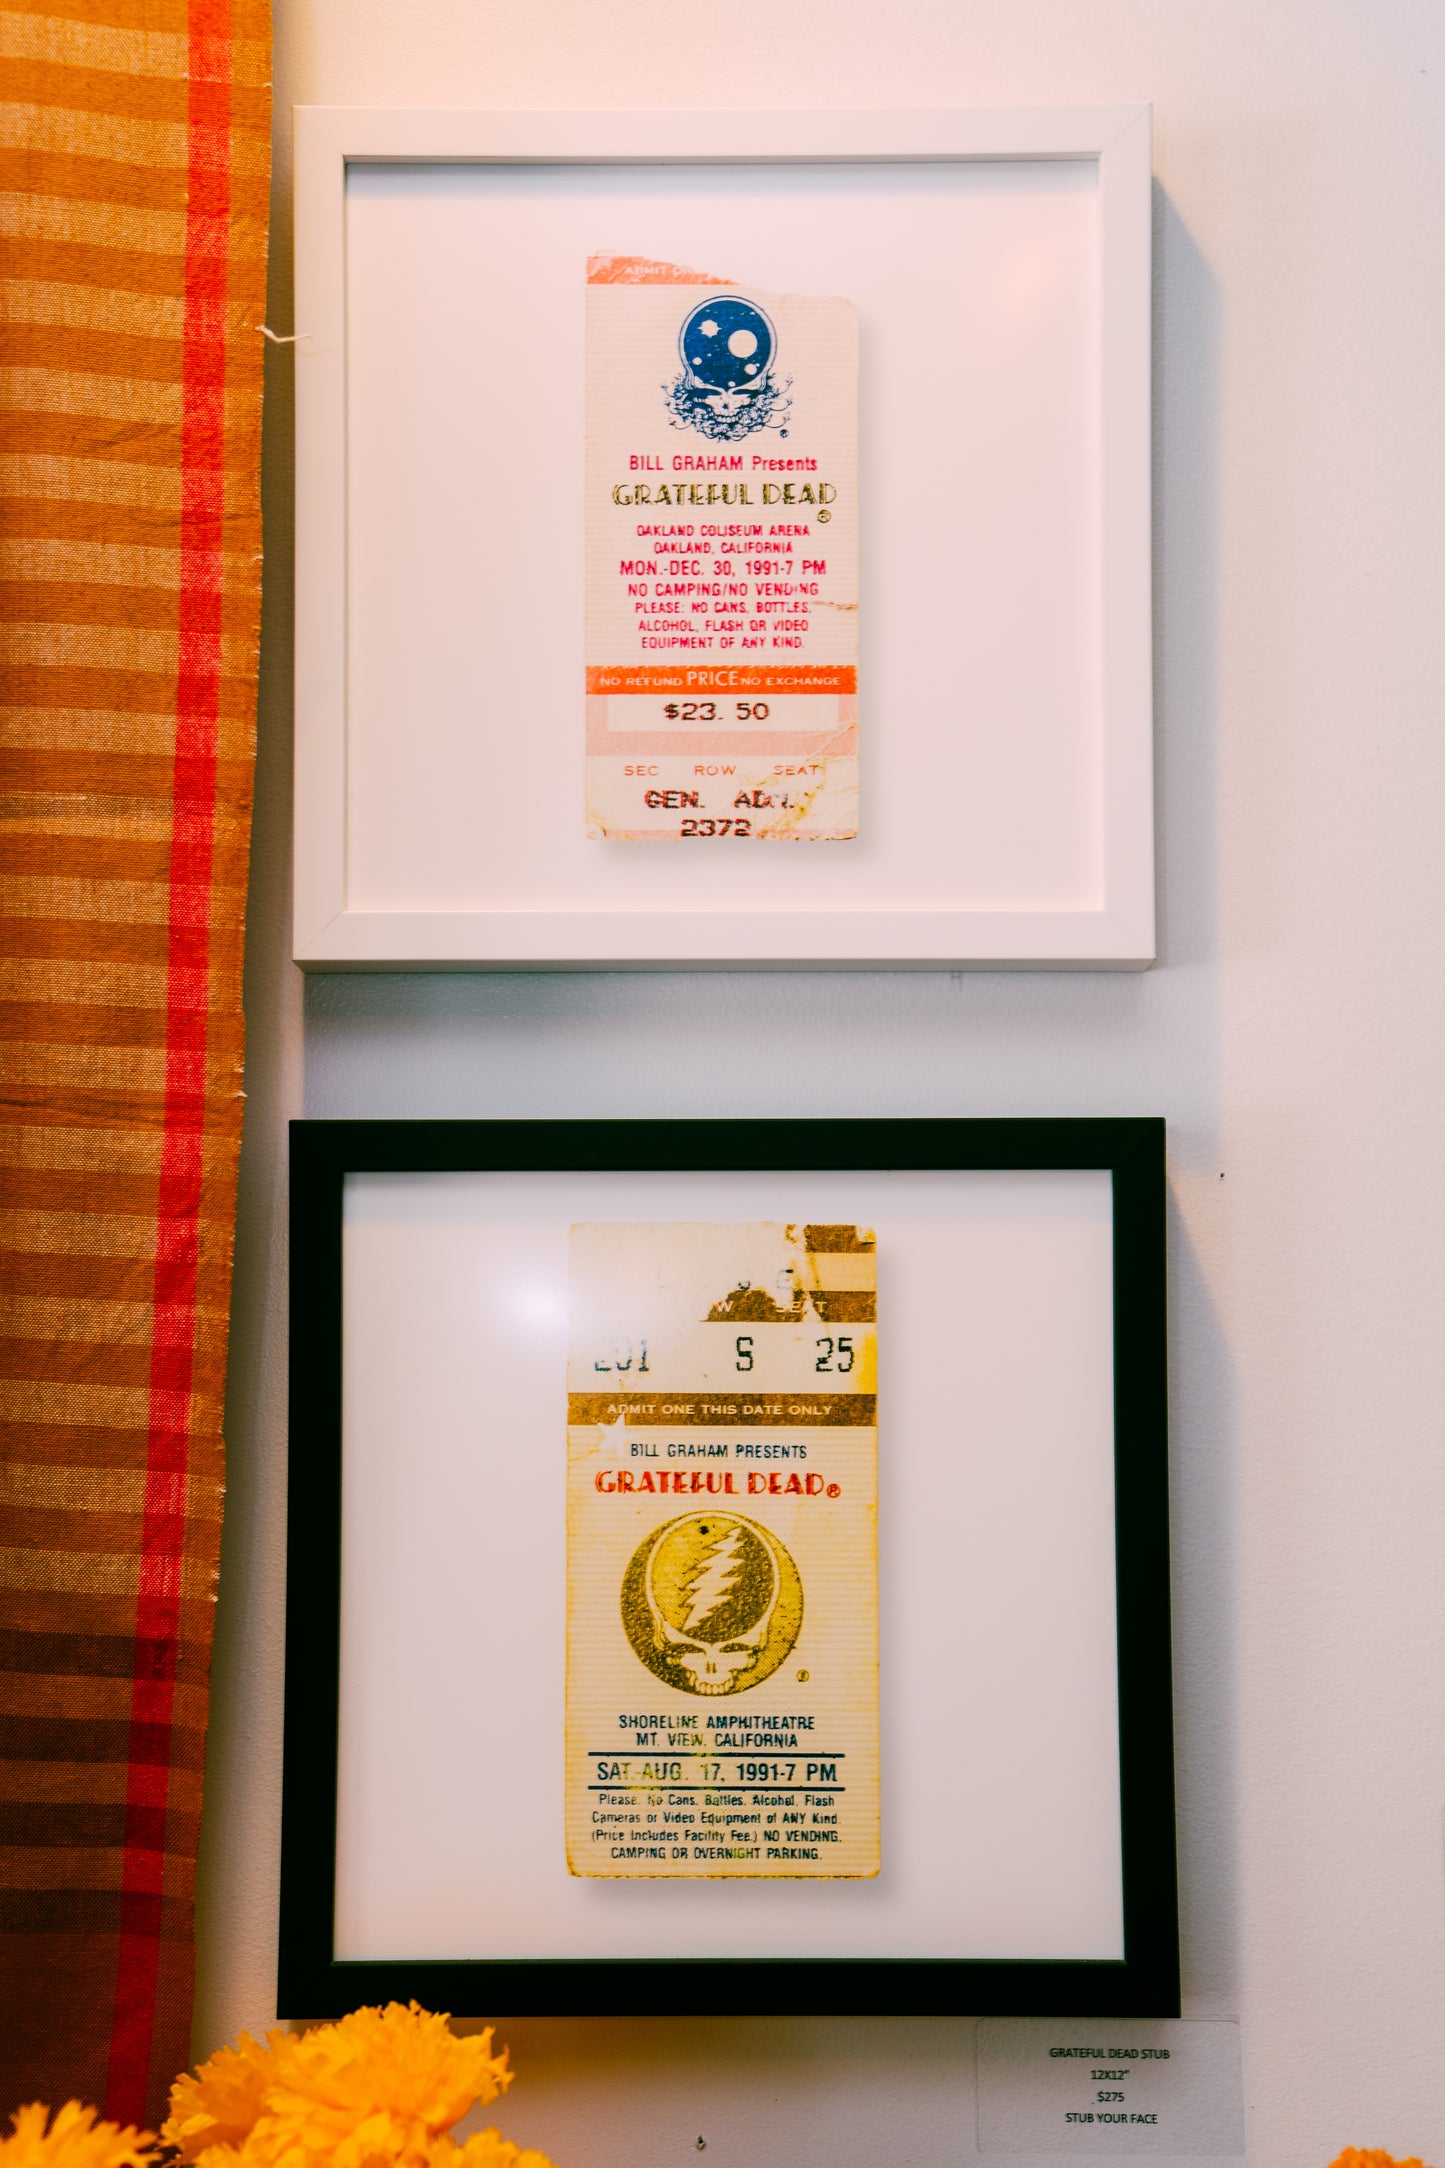 ADMIT ON
BILL GRAHAM Presents
GRATEFUL DEAD
®
OAKLAND COLISEUM ARENA
OAKLAND, CALIFORNIA
MON.-DEC. 30, 1991-7 PM
NO CAMPING/NO VENDING
PLEASE: NO CANS, BOTTLES,
ALCOHOL, FLASH OR VIDEO
EQUIPMENT OF ANY KIND.
NO REFUND PRICE NO EXCHANGE
$23.50
SEC ROW SEAT
GEN.
2372
SEAT
201 S 25
ADMIT ONE THIS DATE ONLY
BILL GRAHAM PRESENTS
GRATEFUL DEAD®
®
SHORELINE AMPHITHEATRE
MT. VIEW, CALIFORNIA
SAT.-AUG. 17, 1991-7 PM
Please: No Cans, Bottles, Alcohol, Flash
Cameras or Video Equipment of ANY Kind.
(Price Includes Facility Fee.) NO VENDING,
CAMPING OR OVERNIGHT PARKING.
GRATEFUL DEAD STUB
12X12"
$275
STUB YOUR FACE